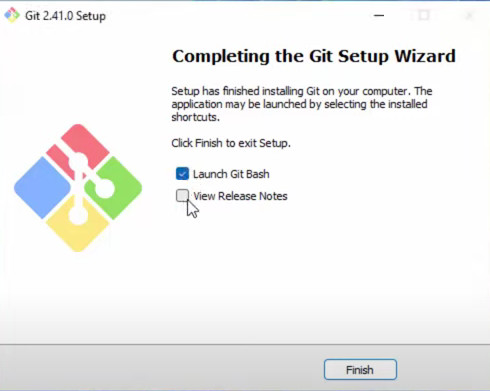 Git 2.41.0 Setup
Completing the Git Setup Wizard
Setup has finished installing Git on your computer. The
application may be launched by selecting the installed
shortcuts.
Click Finish to exit Setup.
Launch Git Bash
View Release Notes
Finish